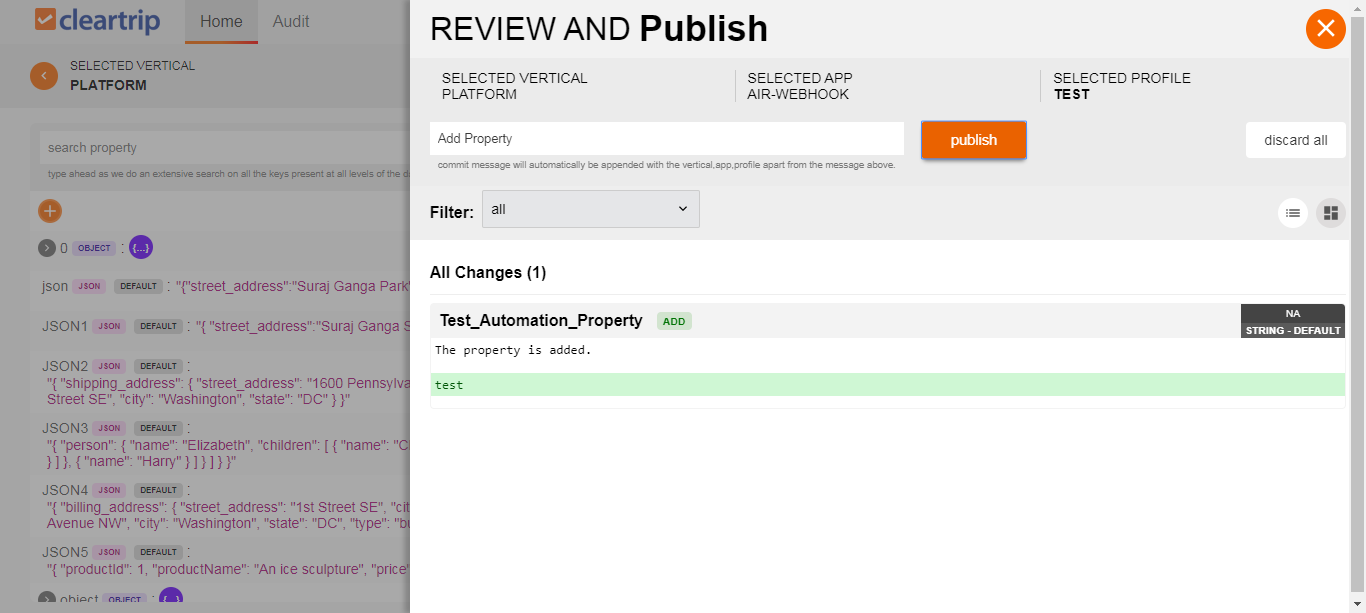 cleartrip
Home
Audit
SELECTED VERTICAL
PLATFORM
search property
type ahead as we do an extensive search on all the keys present at all levels of the d
0 OBJECT : {...}
json JSON DEFAULT : "{"street_address":"Suraj Ganga Park"
JSON1 JSON DEFAULT : "{ "street_address":"Suraj Ganga S
JSON2 JSON DEFAULT :
"{ "shipping_address": { "street_address": "1600 Pennsylva
Street SE", "city": "Washington", "state": "DC" } }"
JSON3 JSON DEFAULT :
"{ "person": { "name": "Elizabeth", "children": [ { "name": "C
} ] }, { "name": "Harry" } ] } ] } }"
JSON4 JSON DEFAULT :
"{ "billing_address": { "street_address": "1st Street SE", "cit
Avenue NW", "city": "Washington", "state": "DC", "type": "bu
JSON5 JSON DEFAULT :
"{ "productId": 1, "productName": "An ice sculpture", "price"
object OBJECT : {...}
REVIEW AND Publish
SELECTED VERTICAL
PLATFORM
SELECTED APP
AIR-WEBHOOK
SELECTED PROFILE
TEST
Add Property
publish
discard all
commit message will automatically be appended with the vertical,app,profile apart from the message above.
Filter: all
All Changes (1)
Test_Automation_Property ADD
NA
STRING - DEFAULT
The property is added.
test